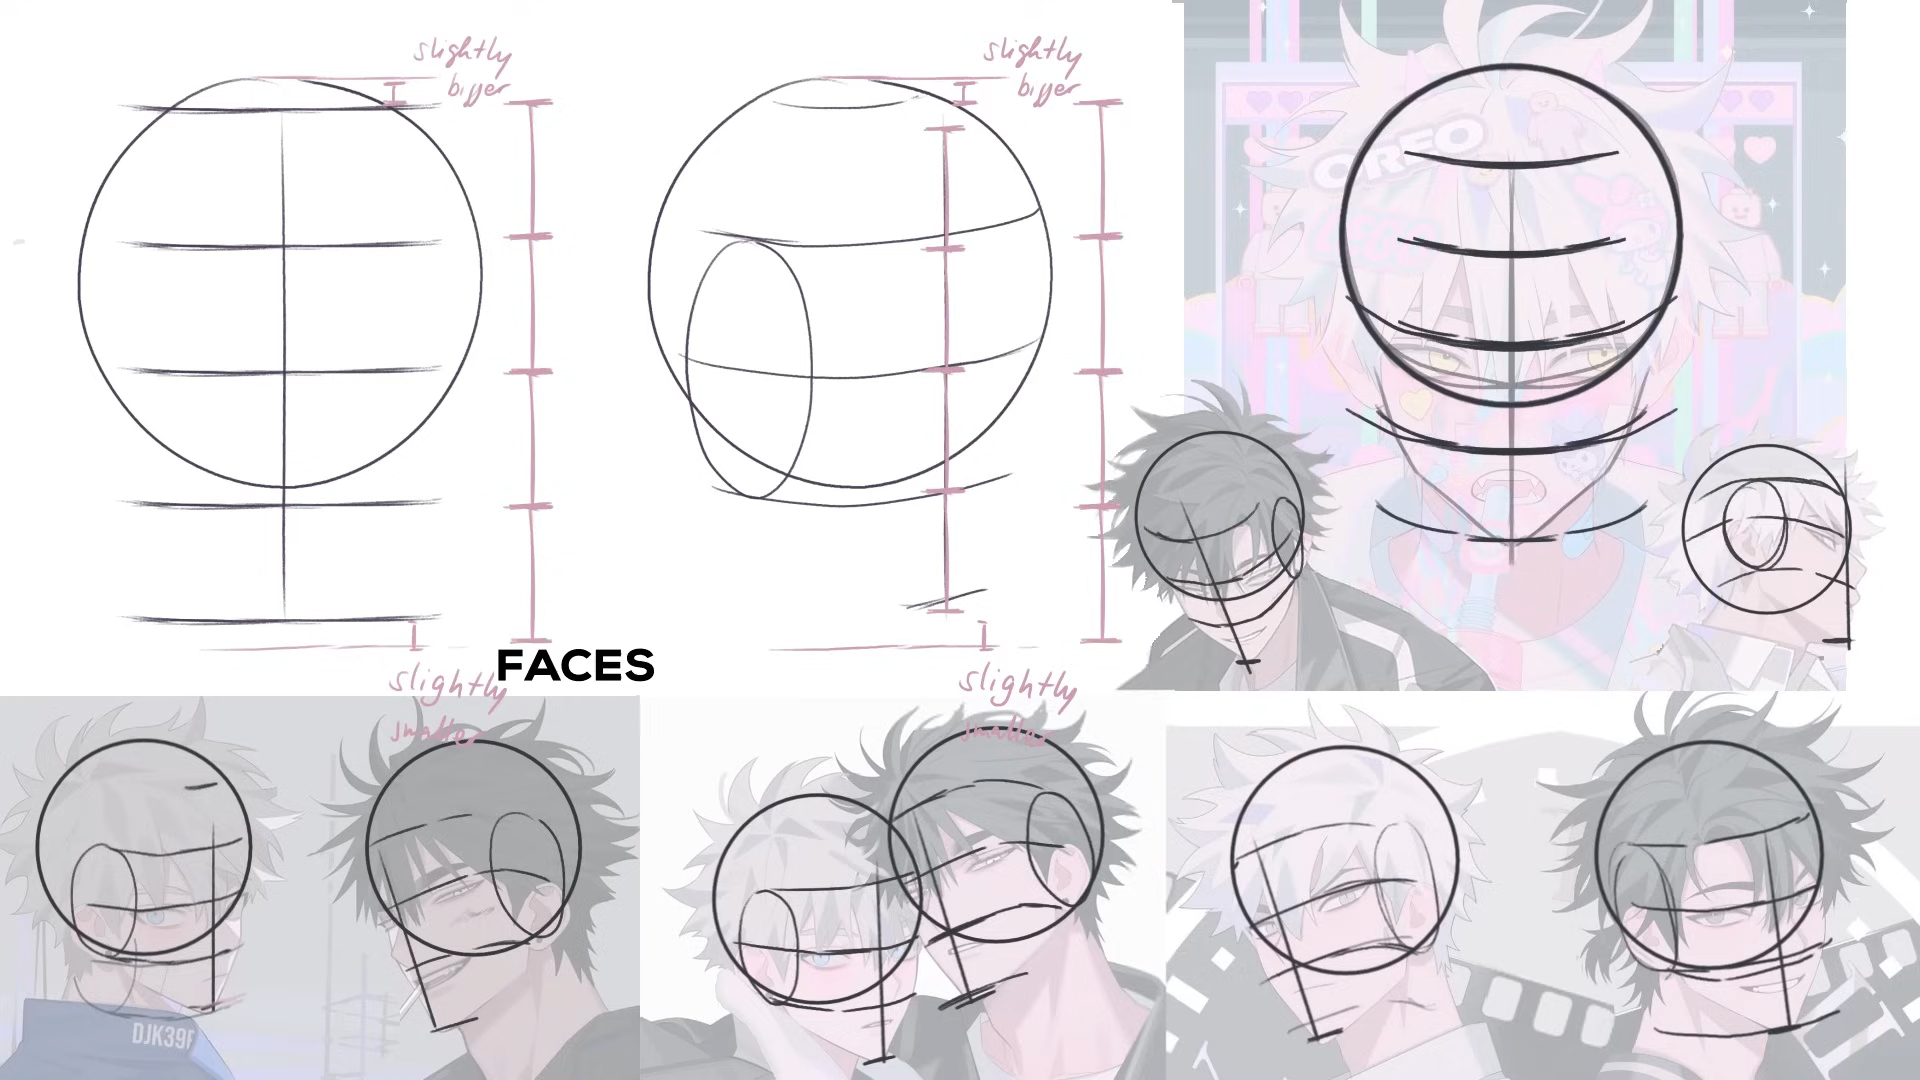 slightly
bigger
slightly
bigger
OREO
FACES
slightly
smaller
slightly
smaller
DJK39F